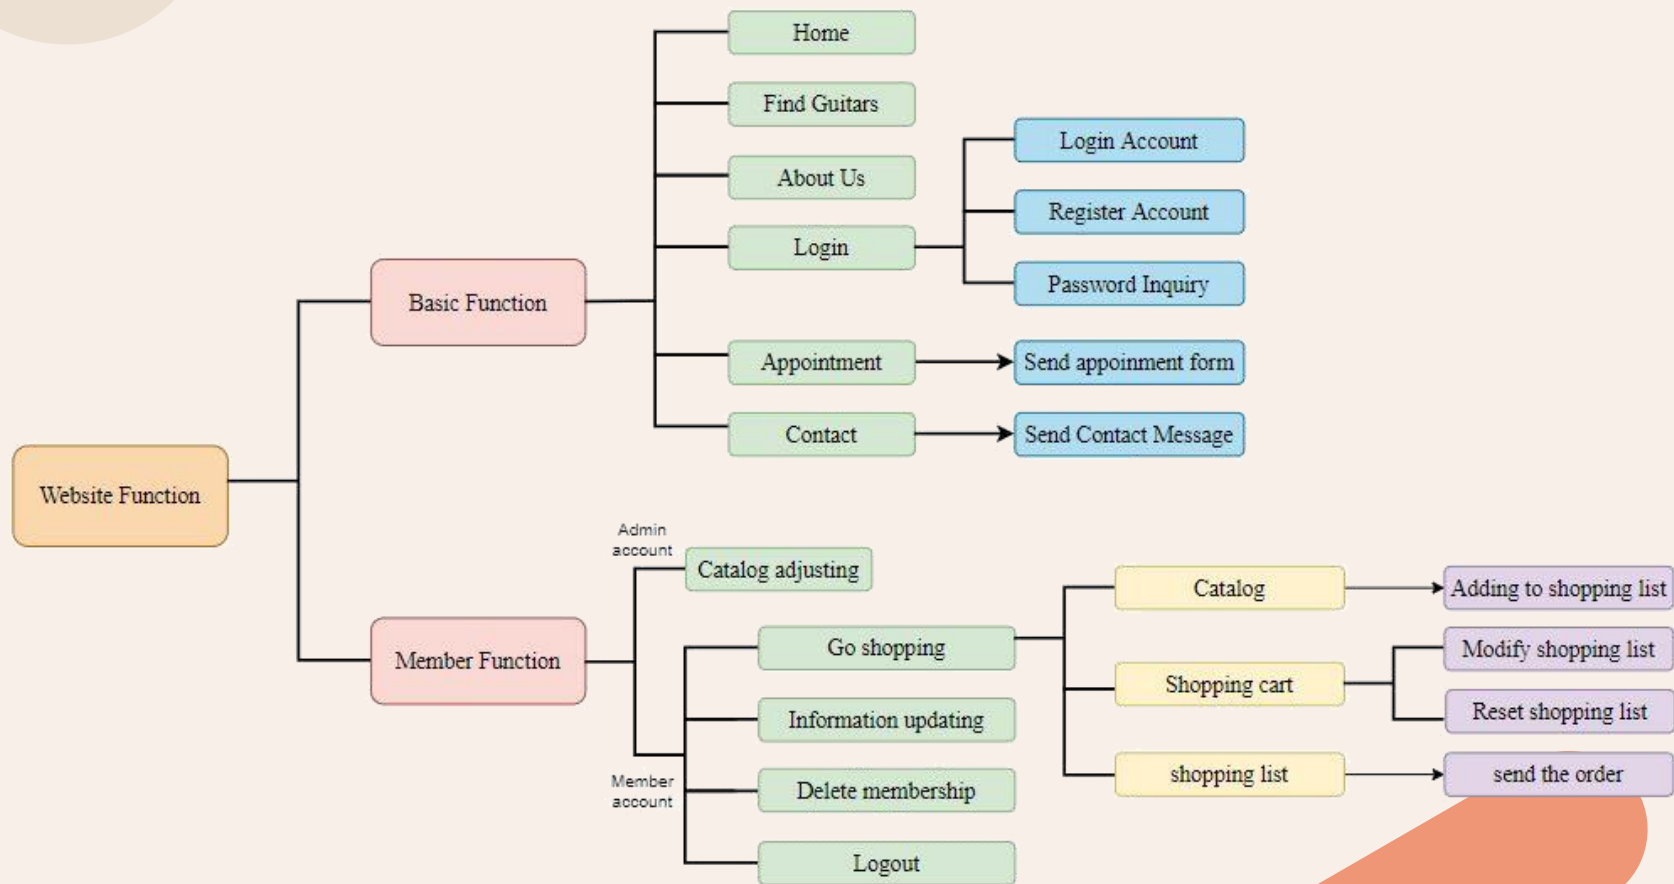 Home
Find Guitars
About Us
Login
Login Account
Register Account
Password Inquiry
Basic Function
Appointment
Send appoinment form
Contact
Send Contact Message
Website Function
Admin
account
Catalog adjusting
Member Function
Member
account
Go shopping
Information updating
Delete membership
Logout
Catalog
Adding to shopping list
Shopping cart
Modify shopping list
Reset shopping list
shopping list
send the order